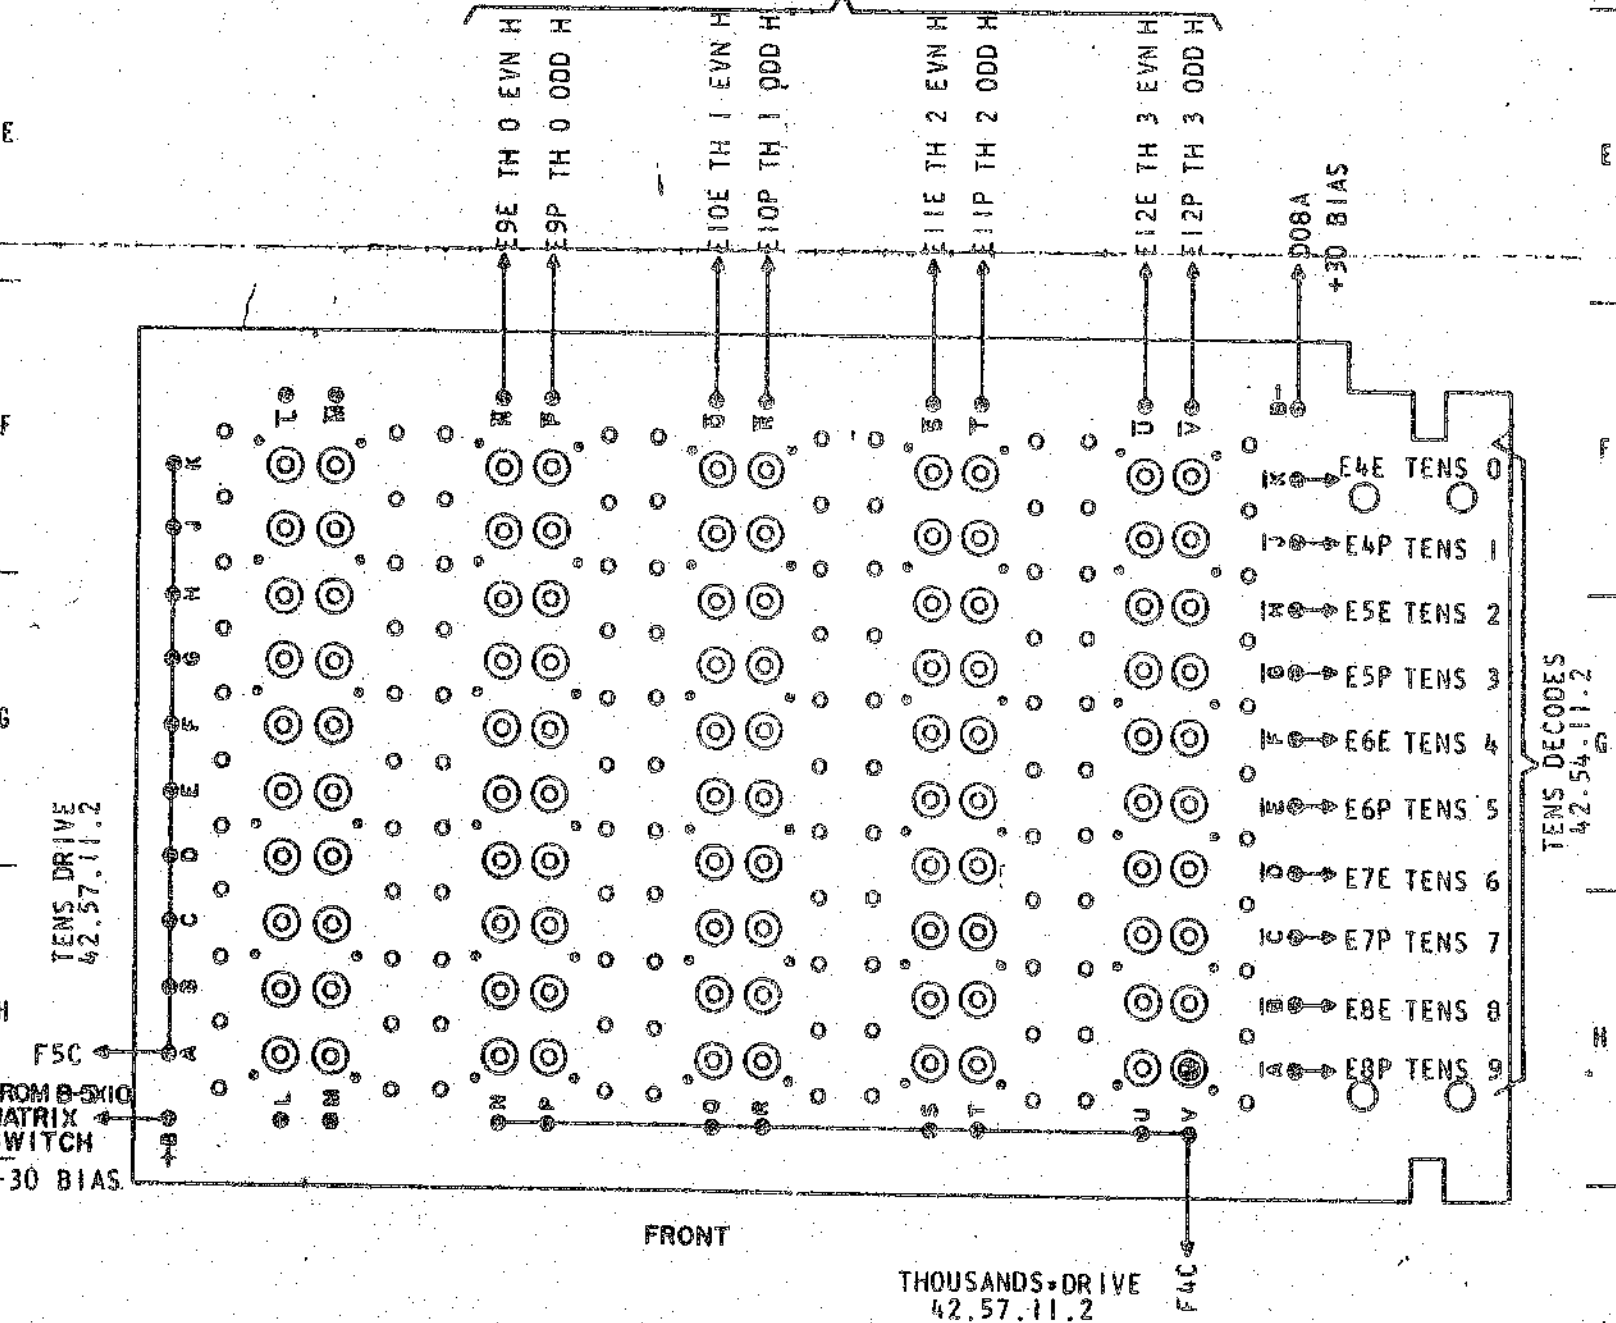 E9E TH 0 EVN H
E9P TH 0 ODD H
E10E TH 1 EVN H
E10P TH 1 ODD H
E11E TH 2 EVN H
E11P TH 2 ODD H
E12E TH 3 EVN H
E12P TH 3 ODD H
D08A
+30 BIAS
E
E
F
F
G
G
H
H
L M N P Q R S T U V B-
K
J
H
G
F
E
D
C
B
A
K E4E TENS 0
J E4P TENS 1
H E5E TENS 2
G E5P TENS 3
F E6E TENS 4
E E6P TENS 5
D E7E TENS 6
C E7P TENS 7
B E8E TENS 8
A E8P TENS 9
TENS DECODES
42.54.11.2
TENS DRIVE
42.57.11.2
F5C
ROM 8-5X10
MATRIX
SWITCH
-30 BIAS
B+
L M N P Q R S T U V
FRONT
THOUSANDS DRIVE
42.57.11.2
F4C